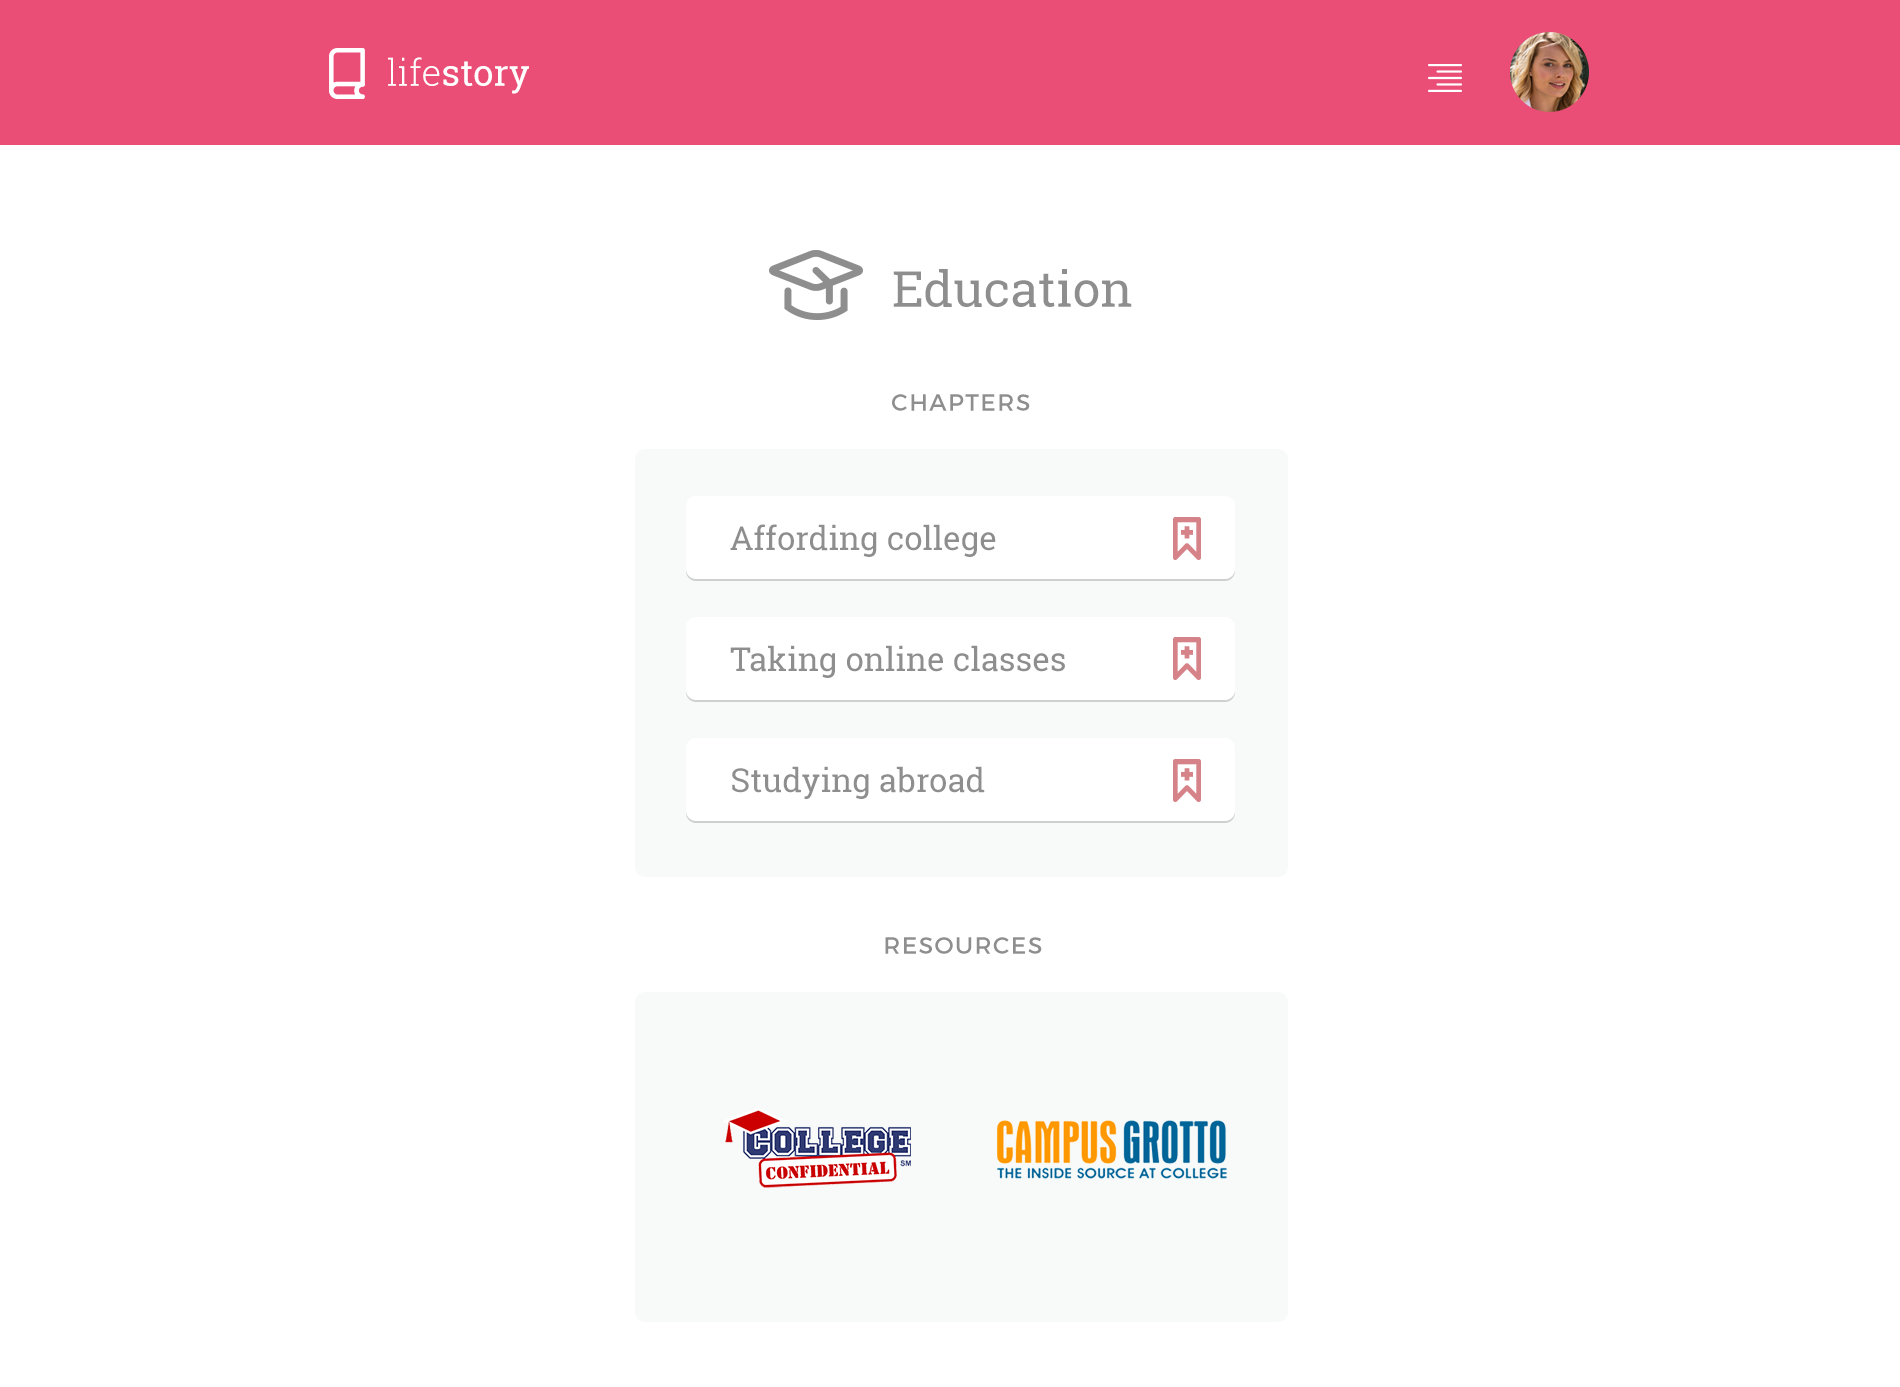 lifestory
Education
CHAPTERS
Affording college
Taking online classes
Studying abroad
RESOURCES
COLLEGE
CONFIDENTIAL
SM
CAMPUS GROTTO
THE INSIDE SOURCE AT COLLEGE